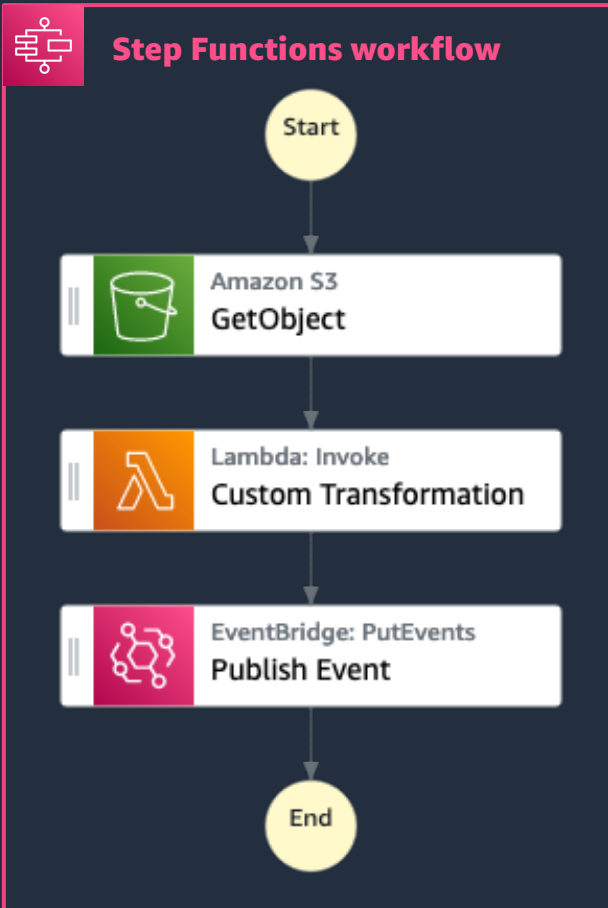 Step Functions workflow
Start
Amazon S3
GetObject
Lambda: Invoke
Custom Transformation
EventBridge: PutEvents
Publish Event
End